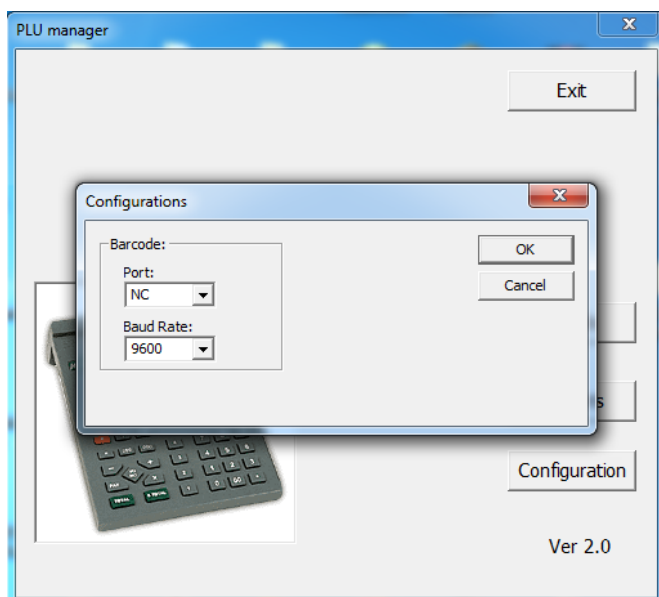 PLU manager
Exit
Configurations
Barcode:
Port:
NC
Baud Rate:
9600
OK
Cancel
s
Configuration
Ver 2.0